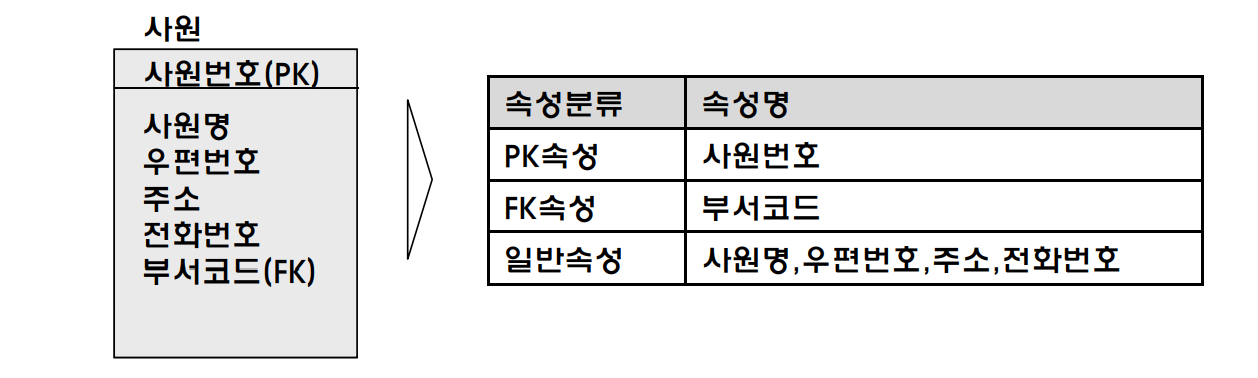 사원
사원번호(PK)
사원명
우편번호
주소
전화번호
부서코드(FK)
속성분류 속성명
PK속성 사원번호
FK속성 부서코드
일반속성 사원명,우편번호,주소,전화번호